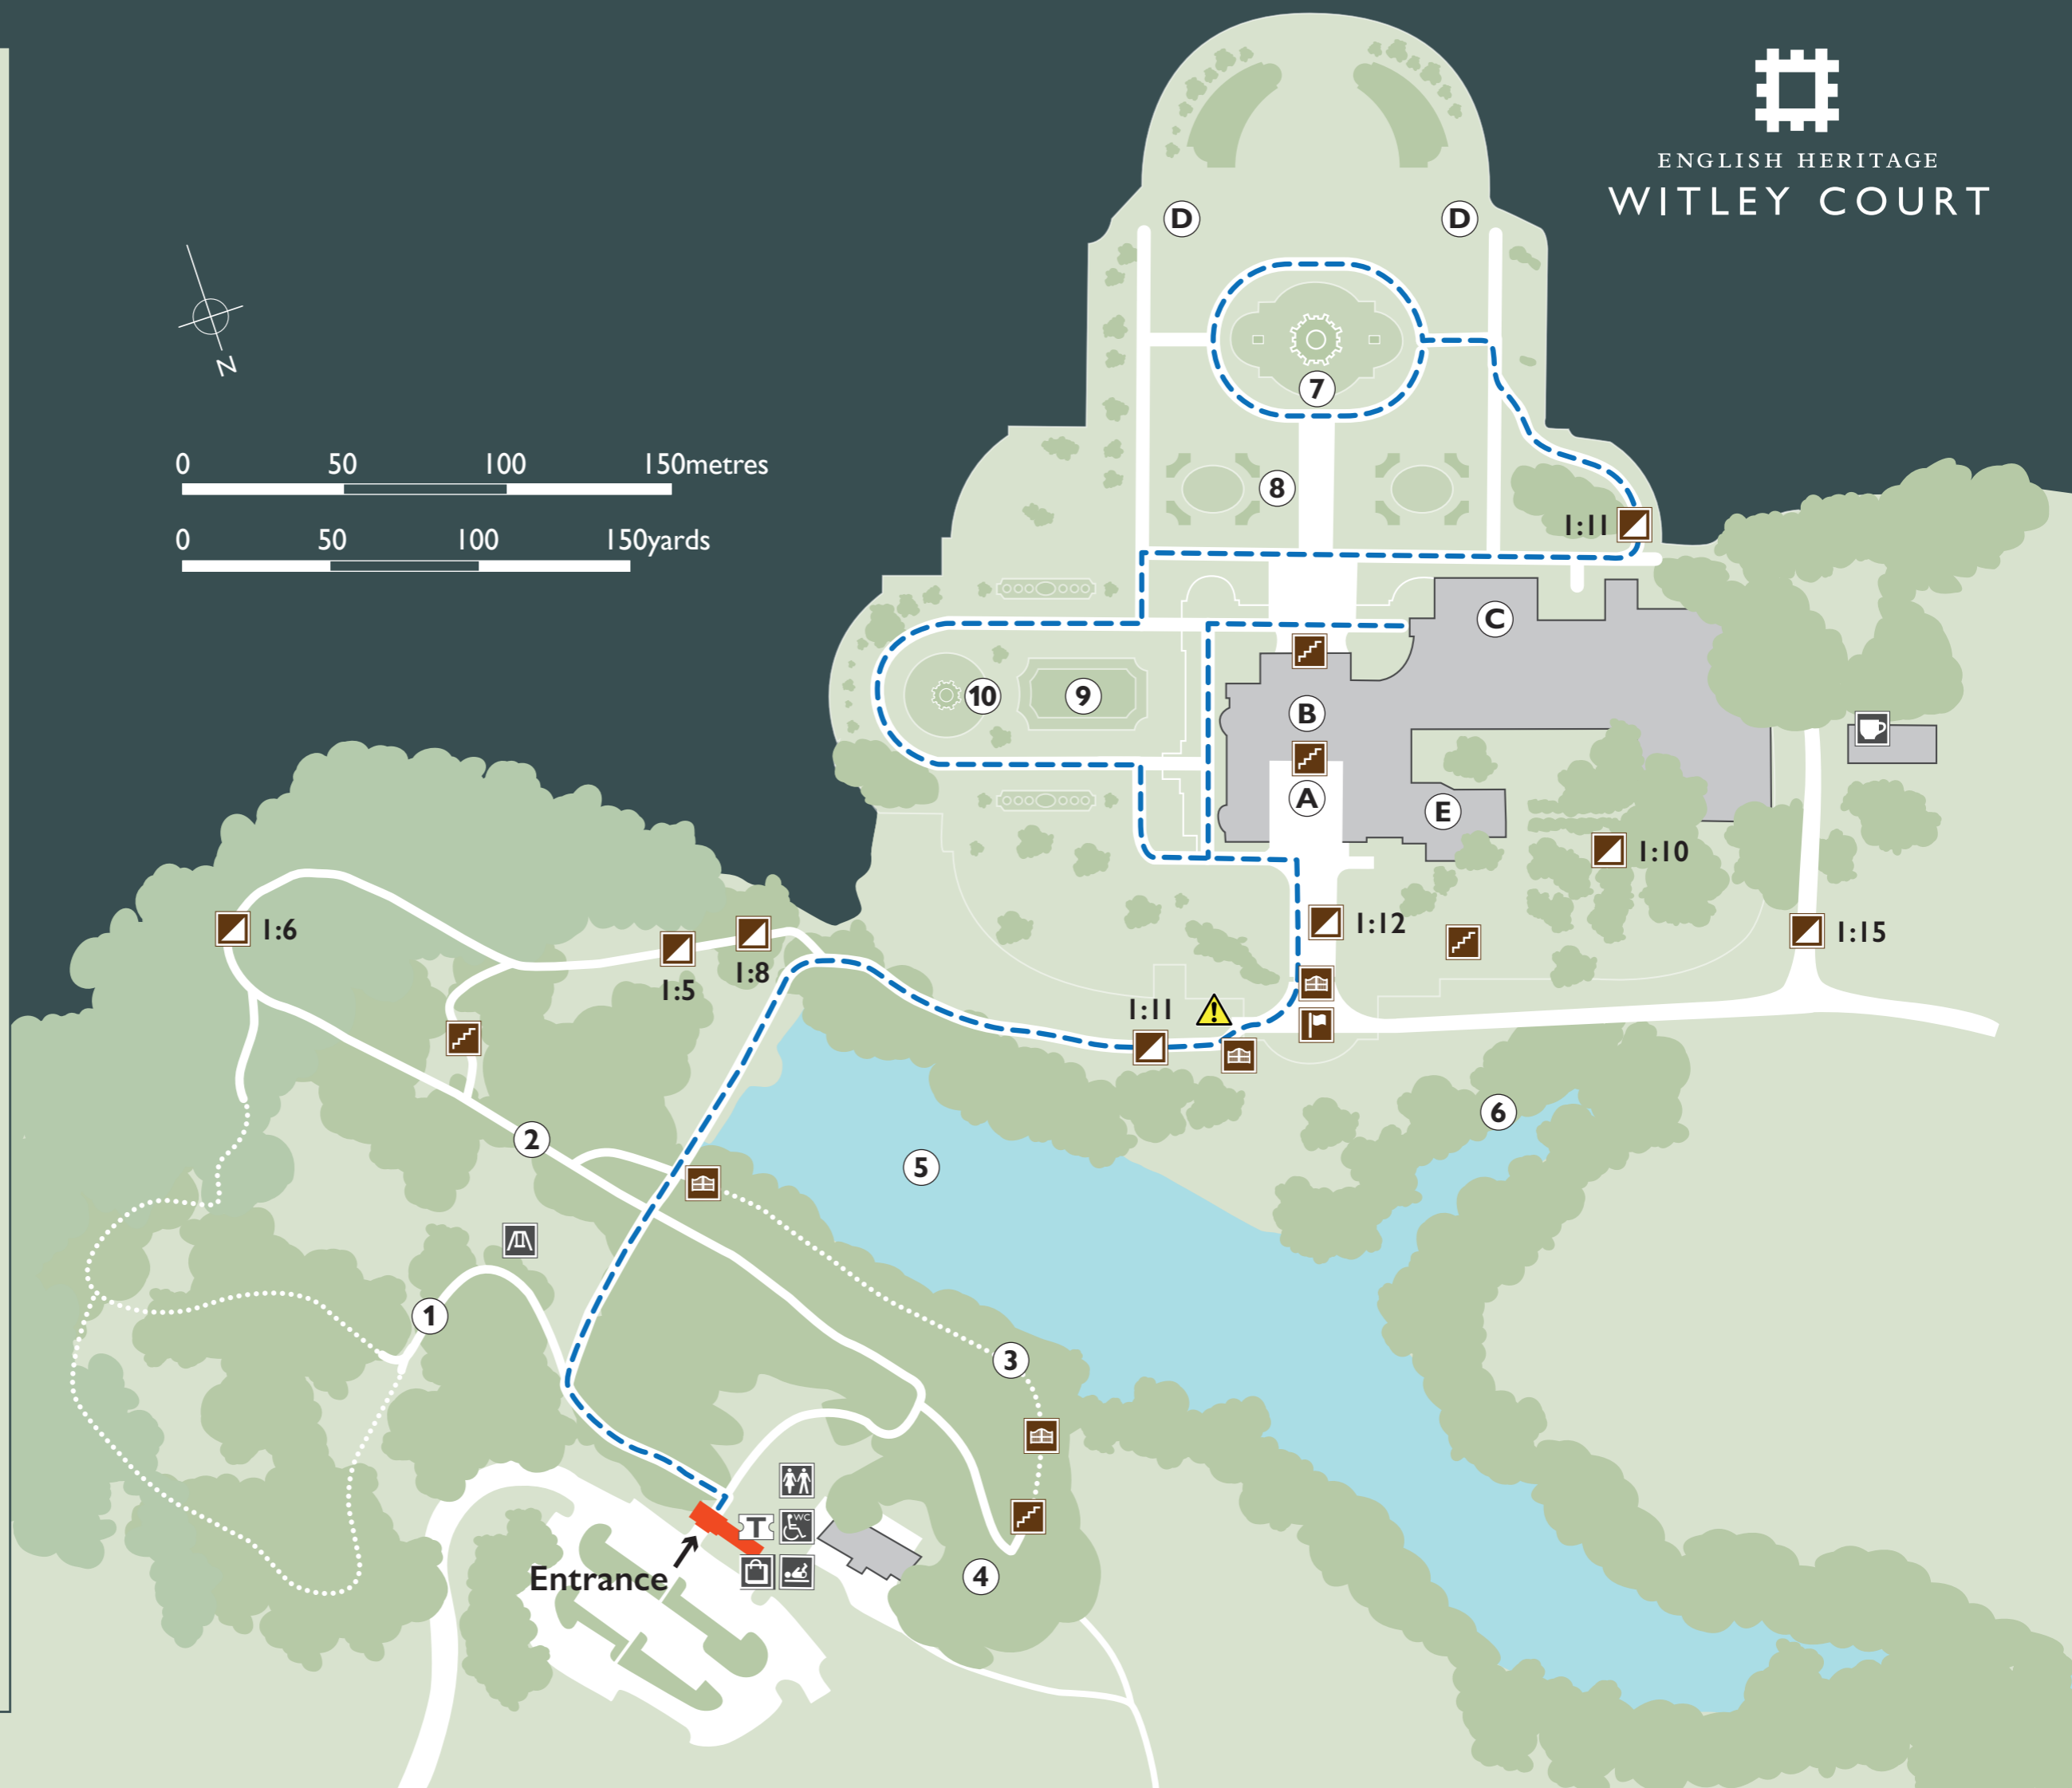 ENGLISH HERITAGE
WITLEY COURT
D
D
N
7
0 50 100 150metres
8
1:11
0 50 100 150yards
C
10
9
B
A
E
1:10
1:12
1:6
1:15
1:8
1:5
1:11
6
2
5
1
3
WC
T
Entrance
4